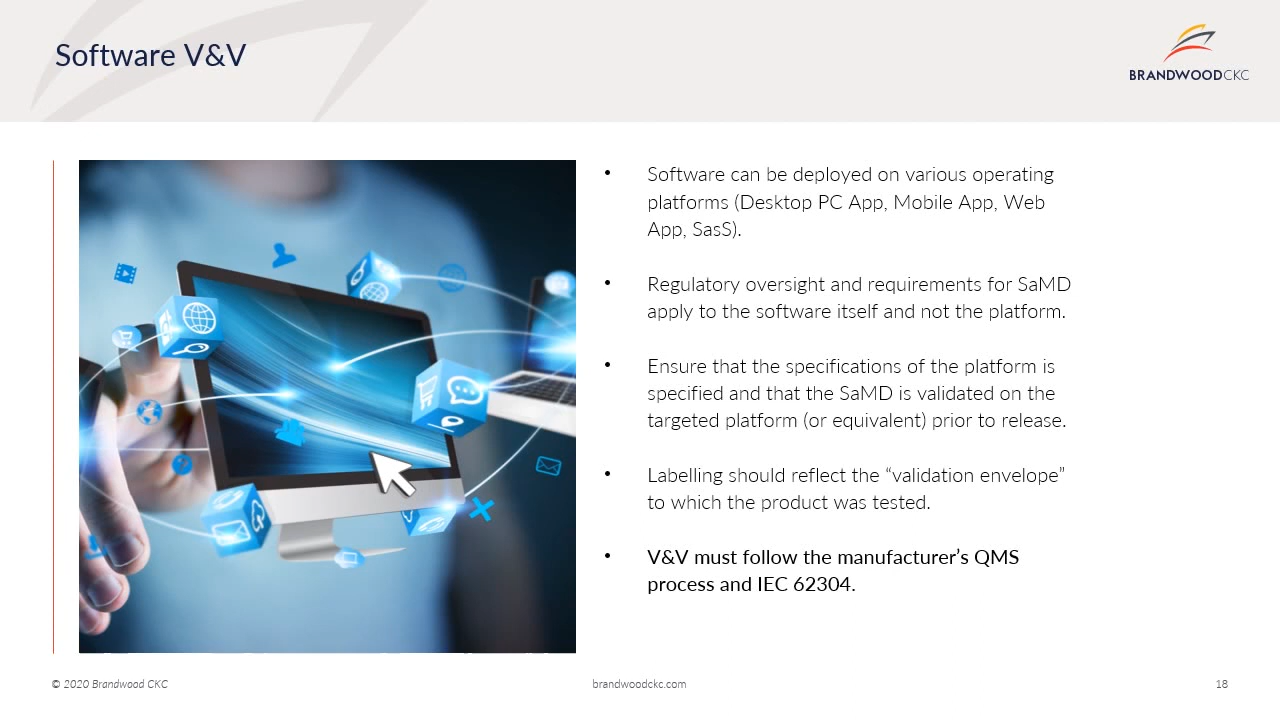 Software V&V
BRANDWOODCKC
• Software can be deployed on various operating
platforms (Desktop PC App, Mobile App, Web
App, SasS).
• Regulatory oversight and requirements for SaMD
apply to the software itself and not the platform.
• Ensure that the specifications of the platform is
specified and that the SaMD is validated on the
targeted platform (or equivalent) prior to release.
• Labelling should reflect the “validation envelope”
to which the product was tested.
• V&V must follow the manufacturer’s QMS
process and IEC 62304.
© 2020 Brandwood CKC
brandwoodckc.com
18